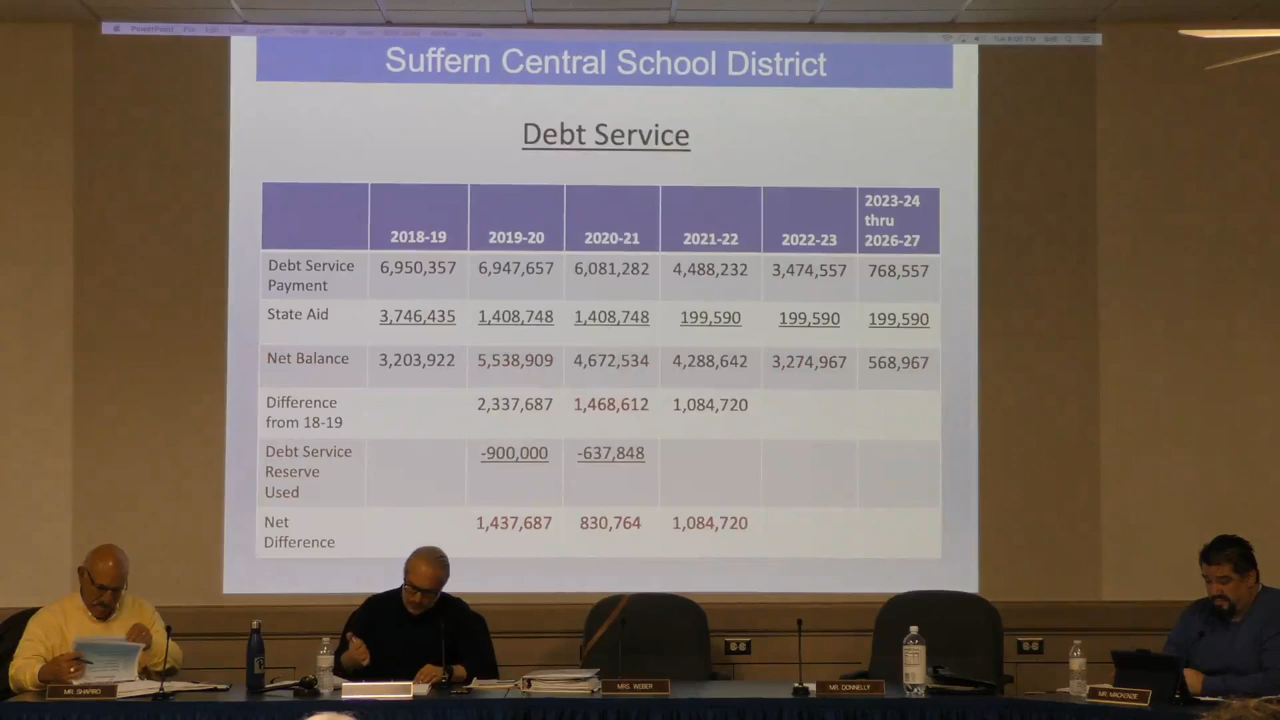 PowerPoint
Suffern Central School District
Debt Service
2018-19 2019-20 2020-21 2021-22 2022-23 2023-24 thru 2026-27
Debt Service Payment 6,950,357 6,947,657 6,081,282 4,488,232 3,474,557 768,557
State Aid 3,746,435 1,408,748 1,408,748 199,590 199,590 199,590
Net Balance 3,203,922 5,538,909 4,672,534 4,288,642 3,274,967 568,967
Difference from 18-19 2,337,687 1,468,612 1,084,720
Debt Service Reserve Used -900,000 -637,848
Net Difference 1,437,687 830,764 1,084,720
MR. SHAPIRO
MRS. WEBER
MR. DONNELLY
MR. MACKENZIE